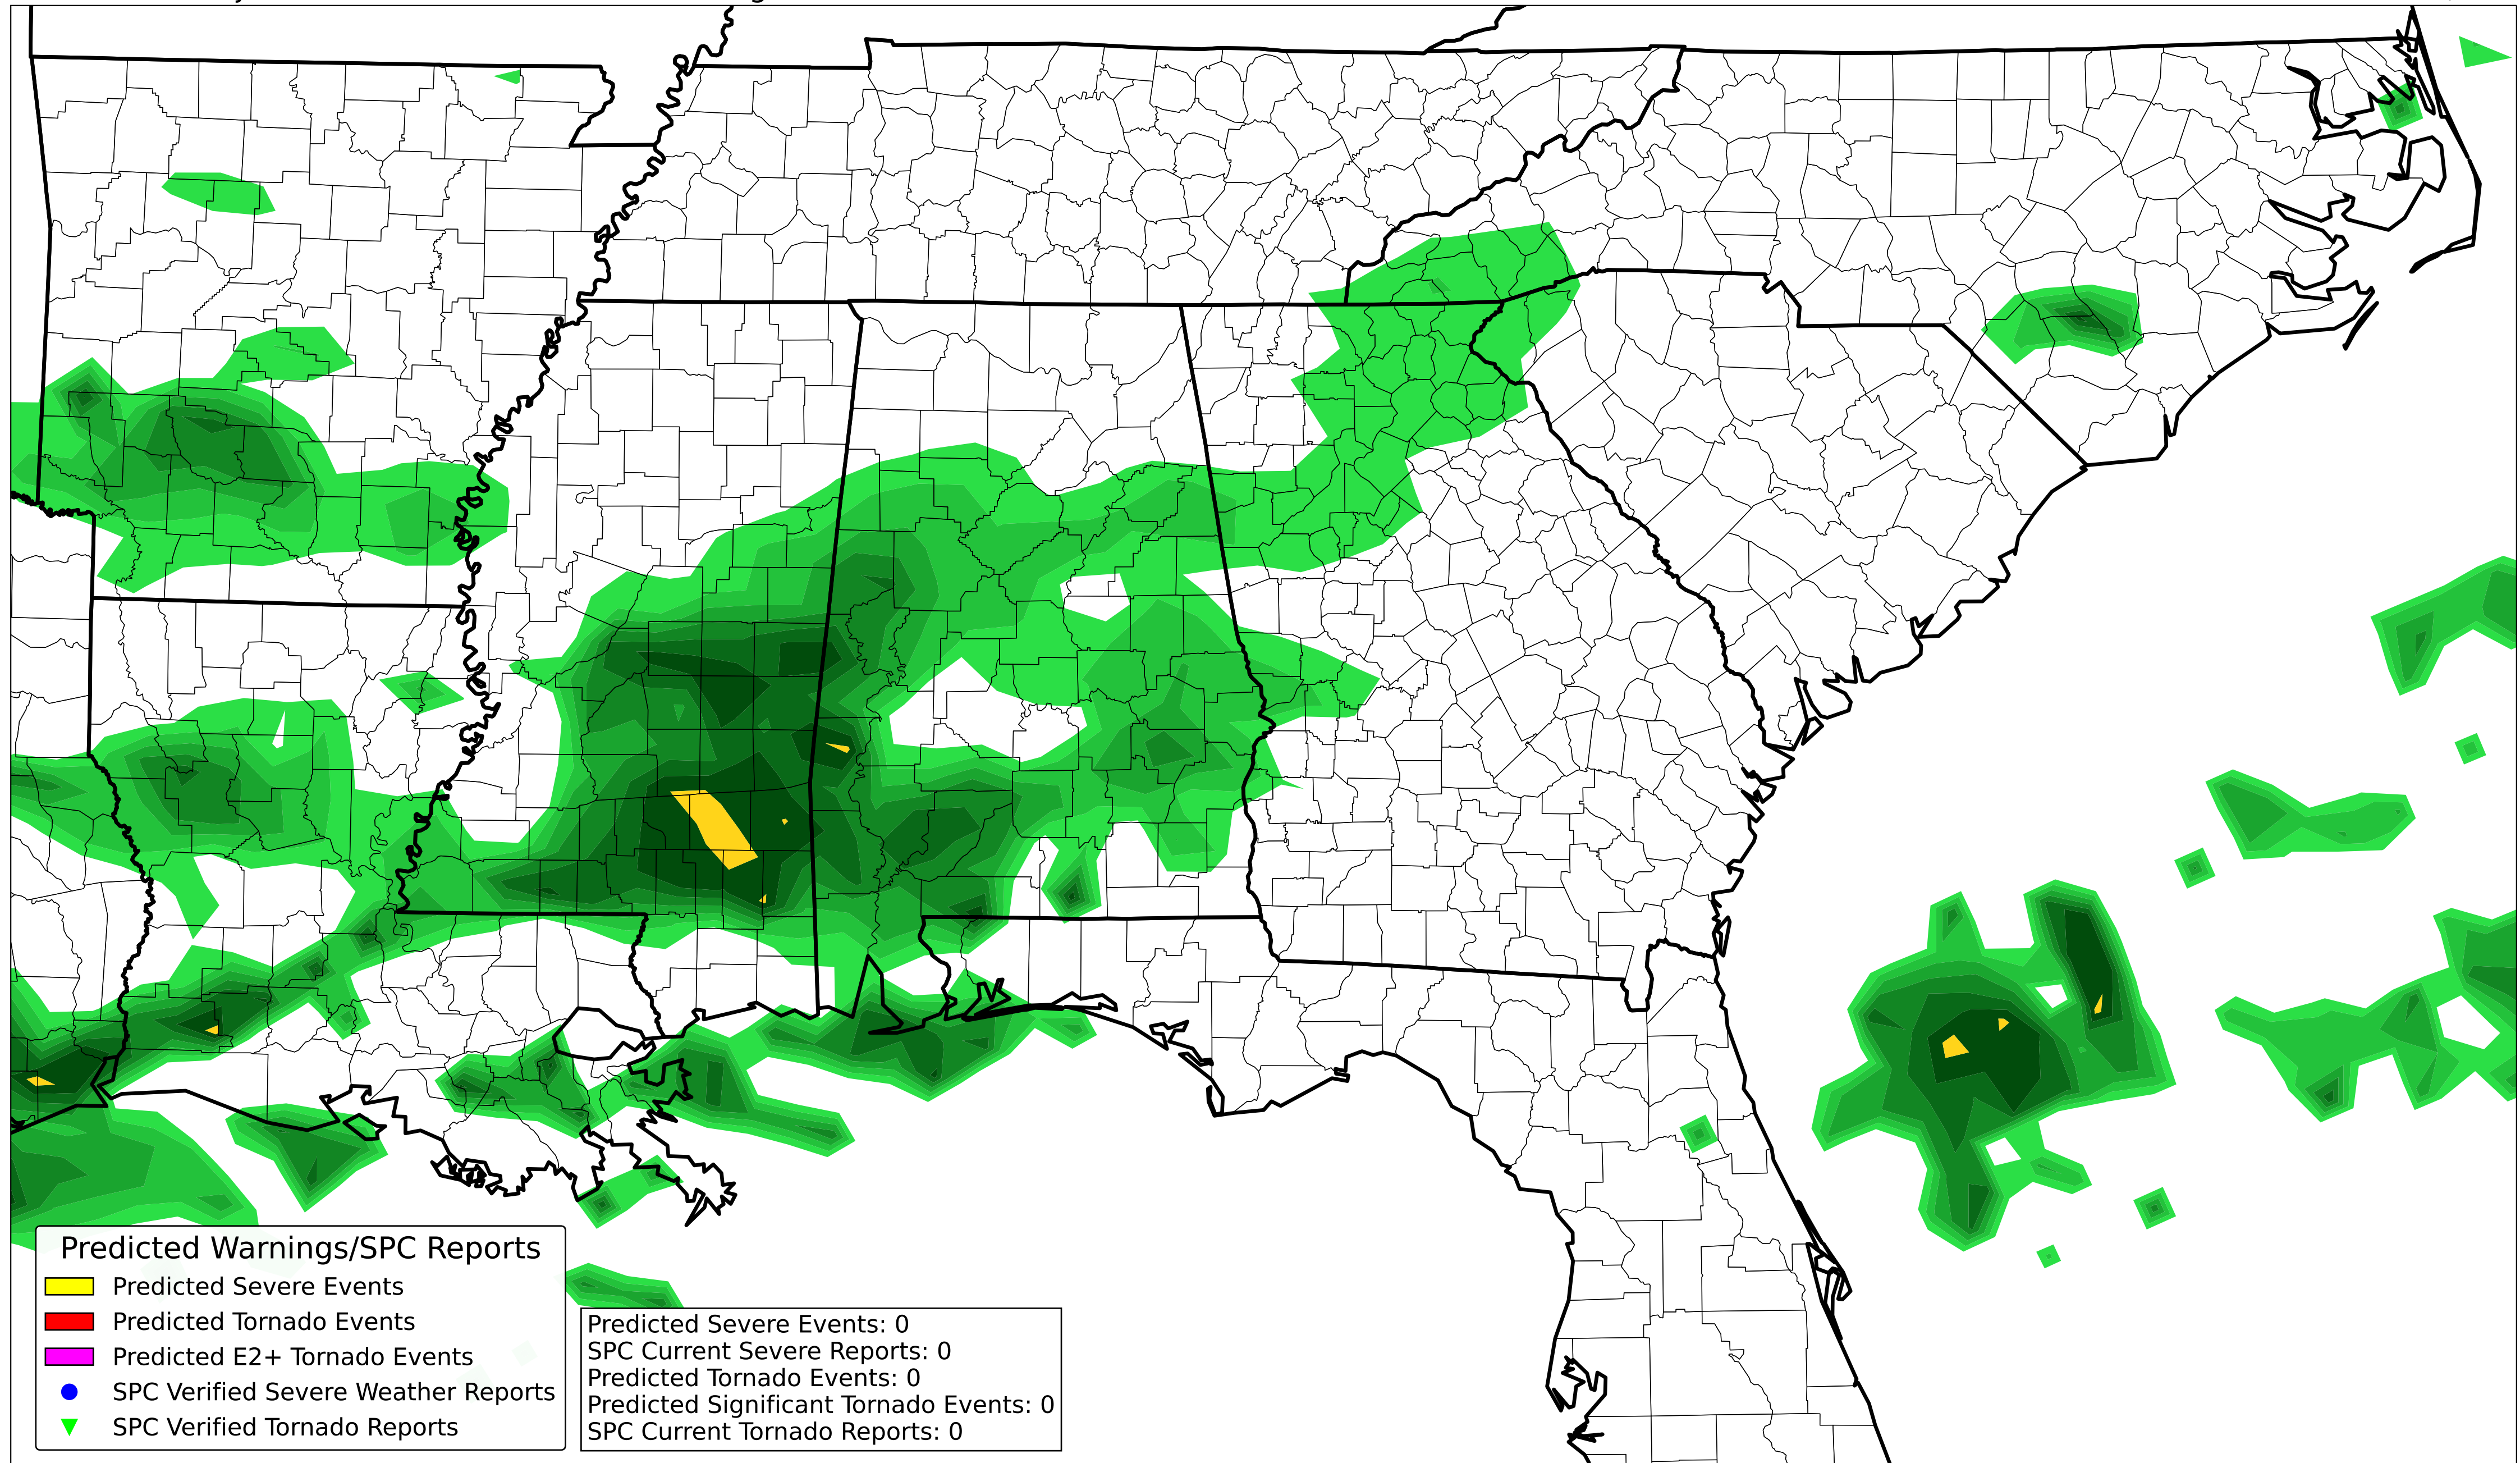 Predicted Warnings/SPC Reports
Predicted Severe Events
Predicted Tornado Events
Predicted E2+ Tornado Events
SPC Verified Severe Weather Reports
SPC Verified Tornado Reports
Predicted Severe Events: 0
SPC Current Severe Reports: 0
Predicted Tornado Events: 0
Predicted Significant Tornado Events: 0
SPC Current Tornado Reports: 0